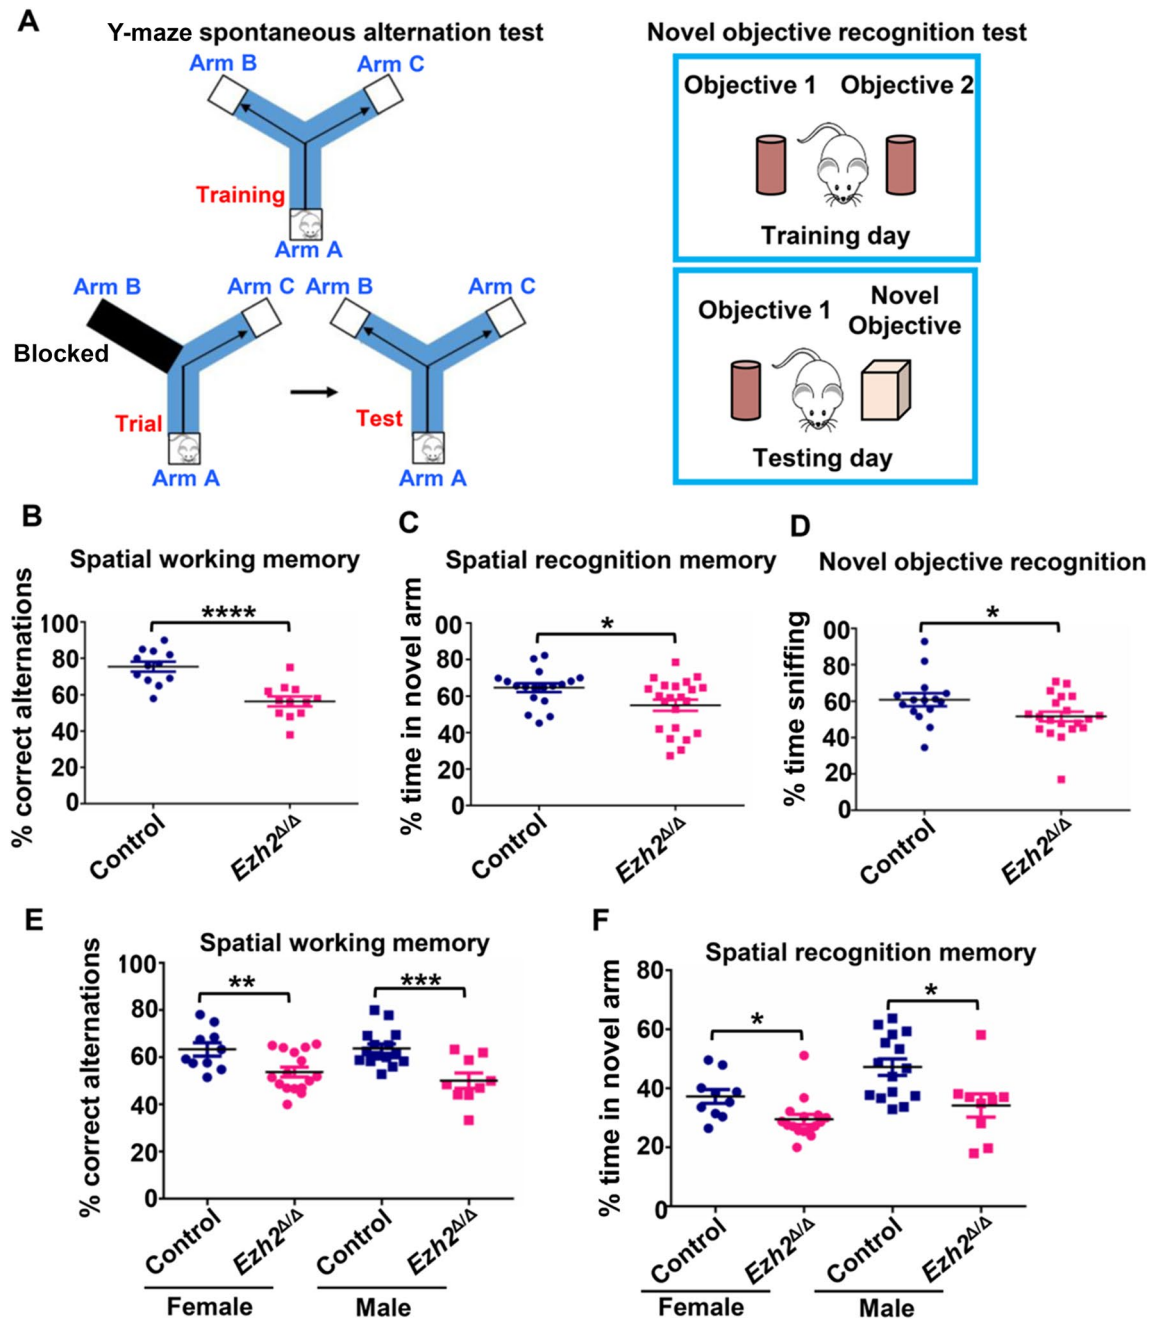 A
Y-maze spontaneous alternation test
Novel objective recognition test
Arm B
Arm C
Training
Arm A
Objective 1
Objective 2
Training day
Arm B
Arm C
Blocked
Trial
Arm A
Arm B
Arm C
Test
Arm A
Objective 1
Novel
Objective
Testing day
B
Spatial working memory
% correct alternations
100
80
60
40
20
0
****
Control
Ezh2Δ/Δ
C
Spatial recognition memory
% time in novel arm
00
80
60
40
20
0
*
Control
Ezh2Δ/Δ
D
Novel objective recognition
% time sniffing
00
80
60
40
20
0
*
Control
Ezh2Δ/Δ
E
Spatial working memory
% correct alternations
100
80
60
40
20
0
**
***
Control
Ezh2Δ/Δ
Control
Ezh2Δ/Δ
Female
Male
F
Spatial recognition memory
% time in novel arm
80
60
40
20
0
*
*
Control
Ezh2Δ/Δ
Control
Ezh2Δ/Δ
Female
Male